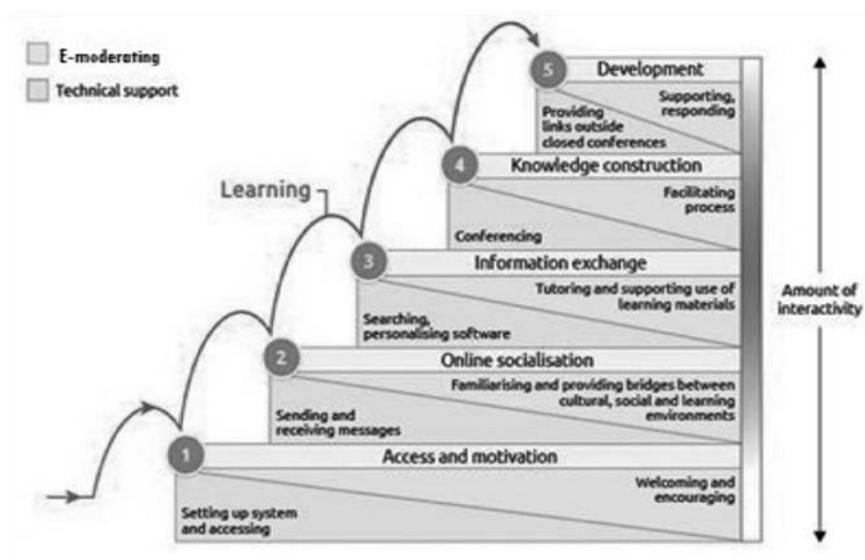 E-moderating
Technical support
Learning
5
Development
Supporting,
responding
Providing
links outside
closed conferences
4
Knowledge construction
Facilitating
process
Conferencing
3
Information exchange
Tutoring and supporting use of
learning materials
Searching,
personalising software
2
Online socialisation
Familiarising and providing bridges between
cultural, social and learning
environments
Sending and
receiving messages
1
Access and motivation
Welcoming and
encouraging
Setting up system
and accessing
Amount of
interactivity